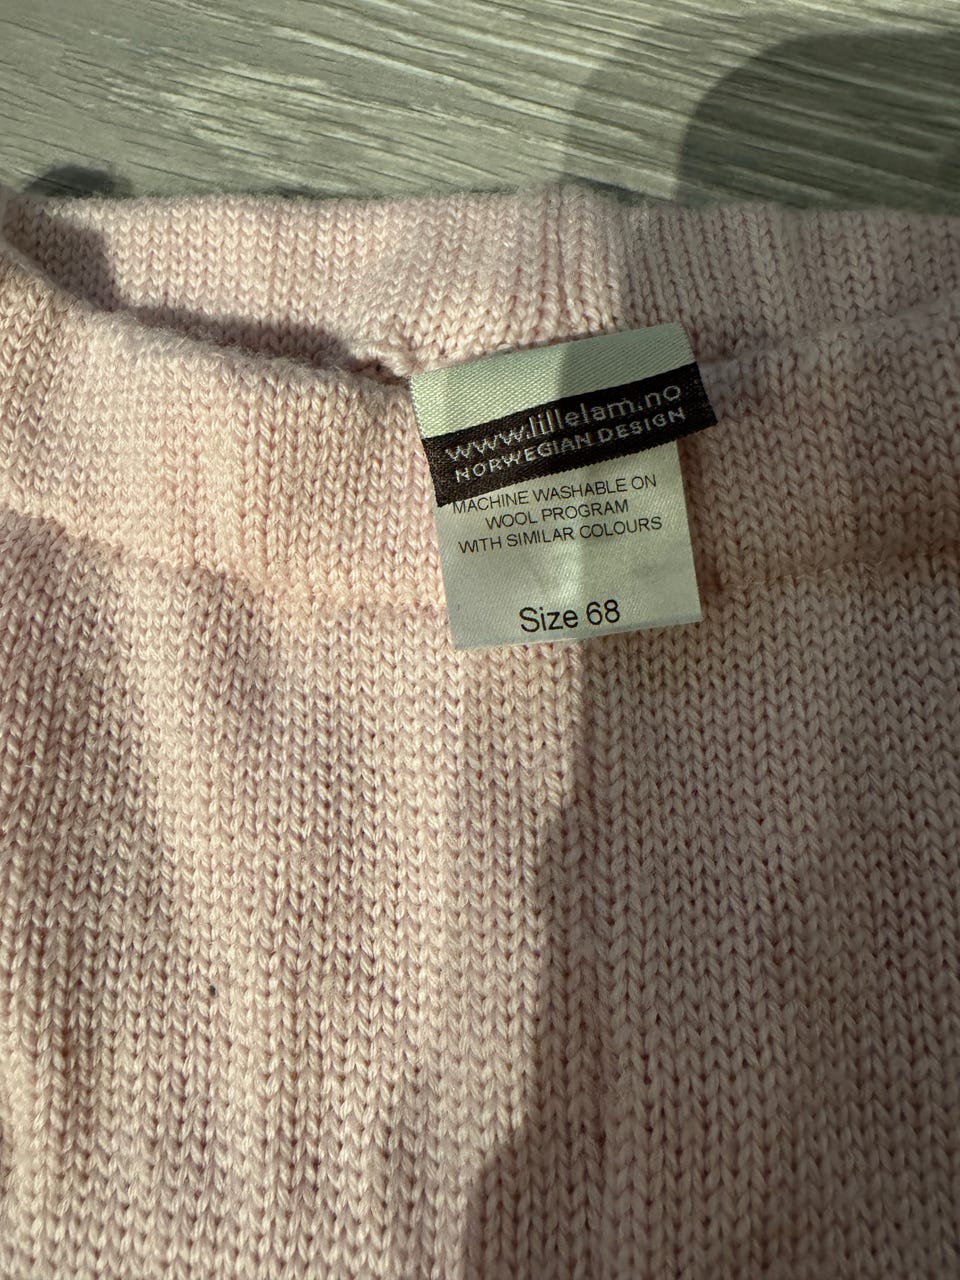 www.lillelam.no
NORWEGIAN DESIGN
MACHINE WASHABLE ON
WOOL PROGRAM
WITH SIMILAR COLOURS
Size 68